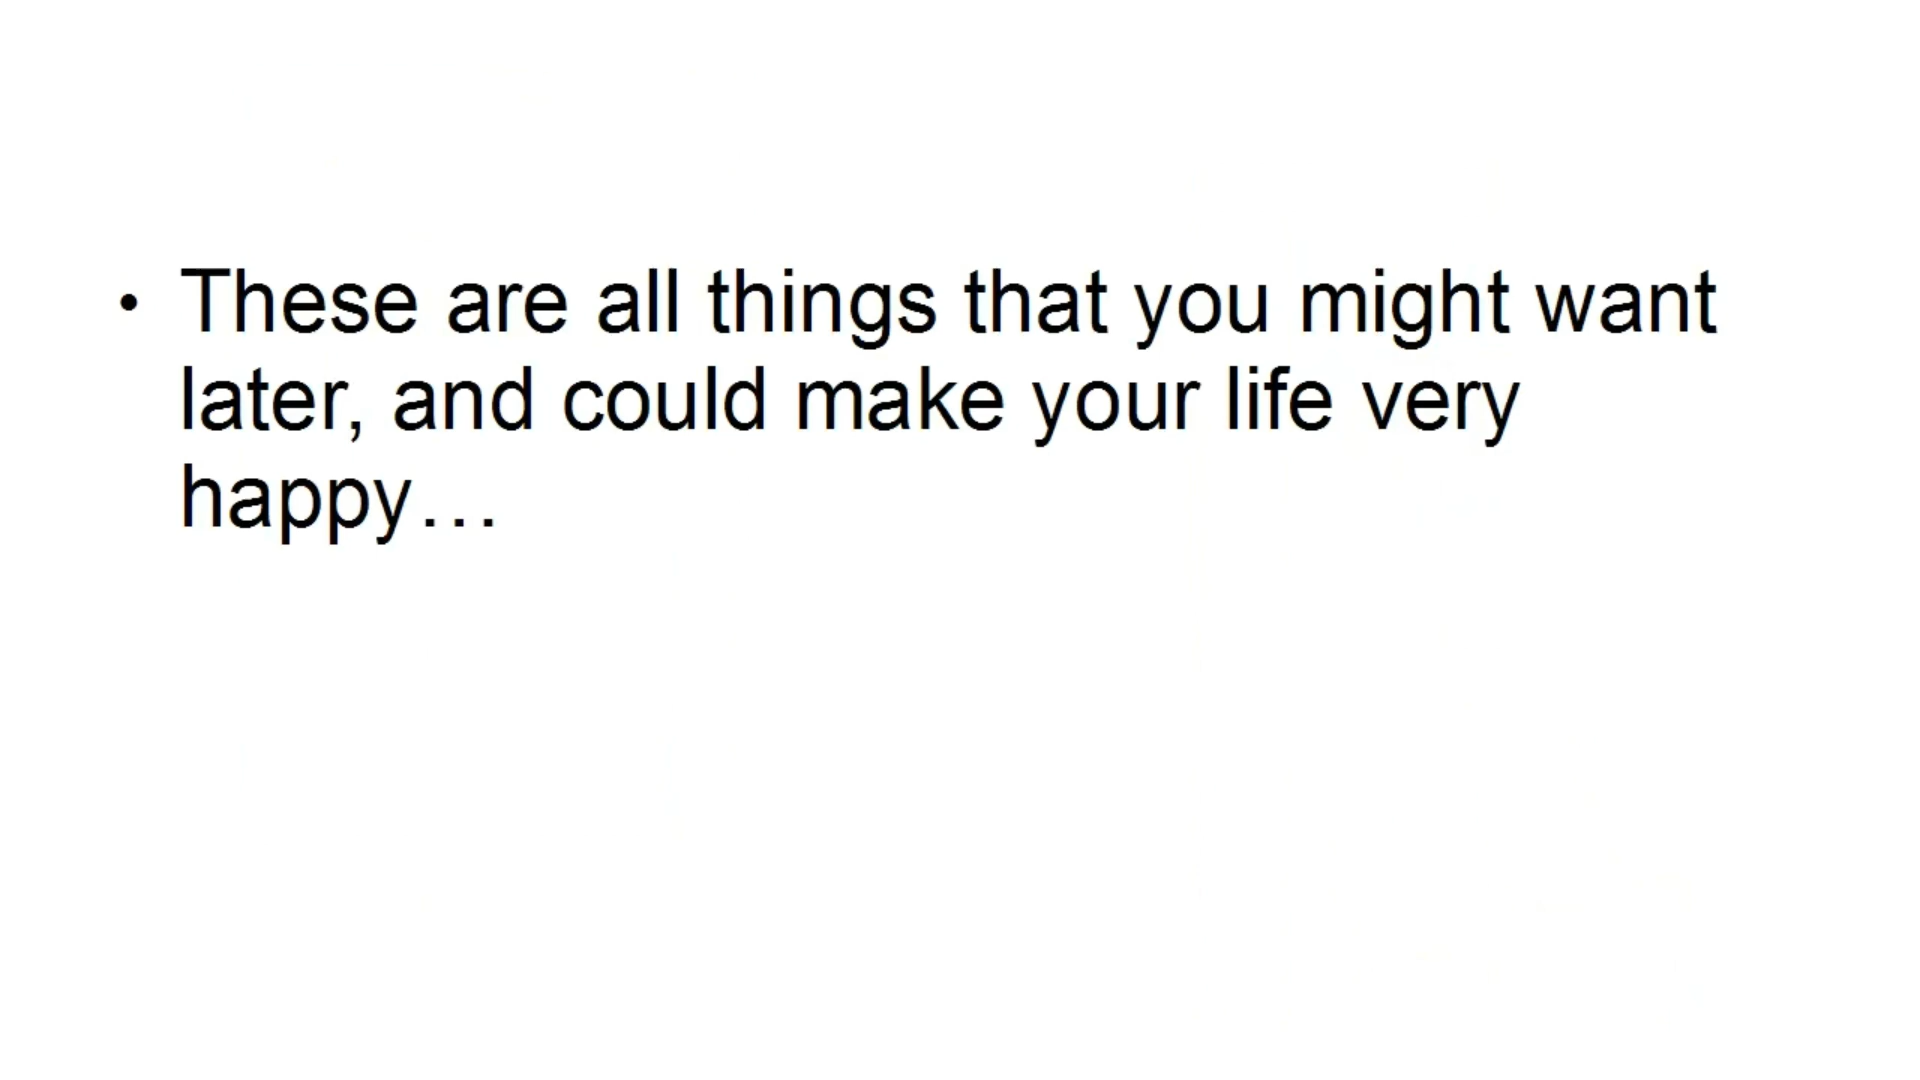 • These are all things that you might want
later, and could make your life very
happy…